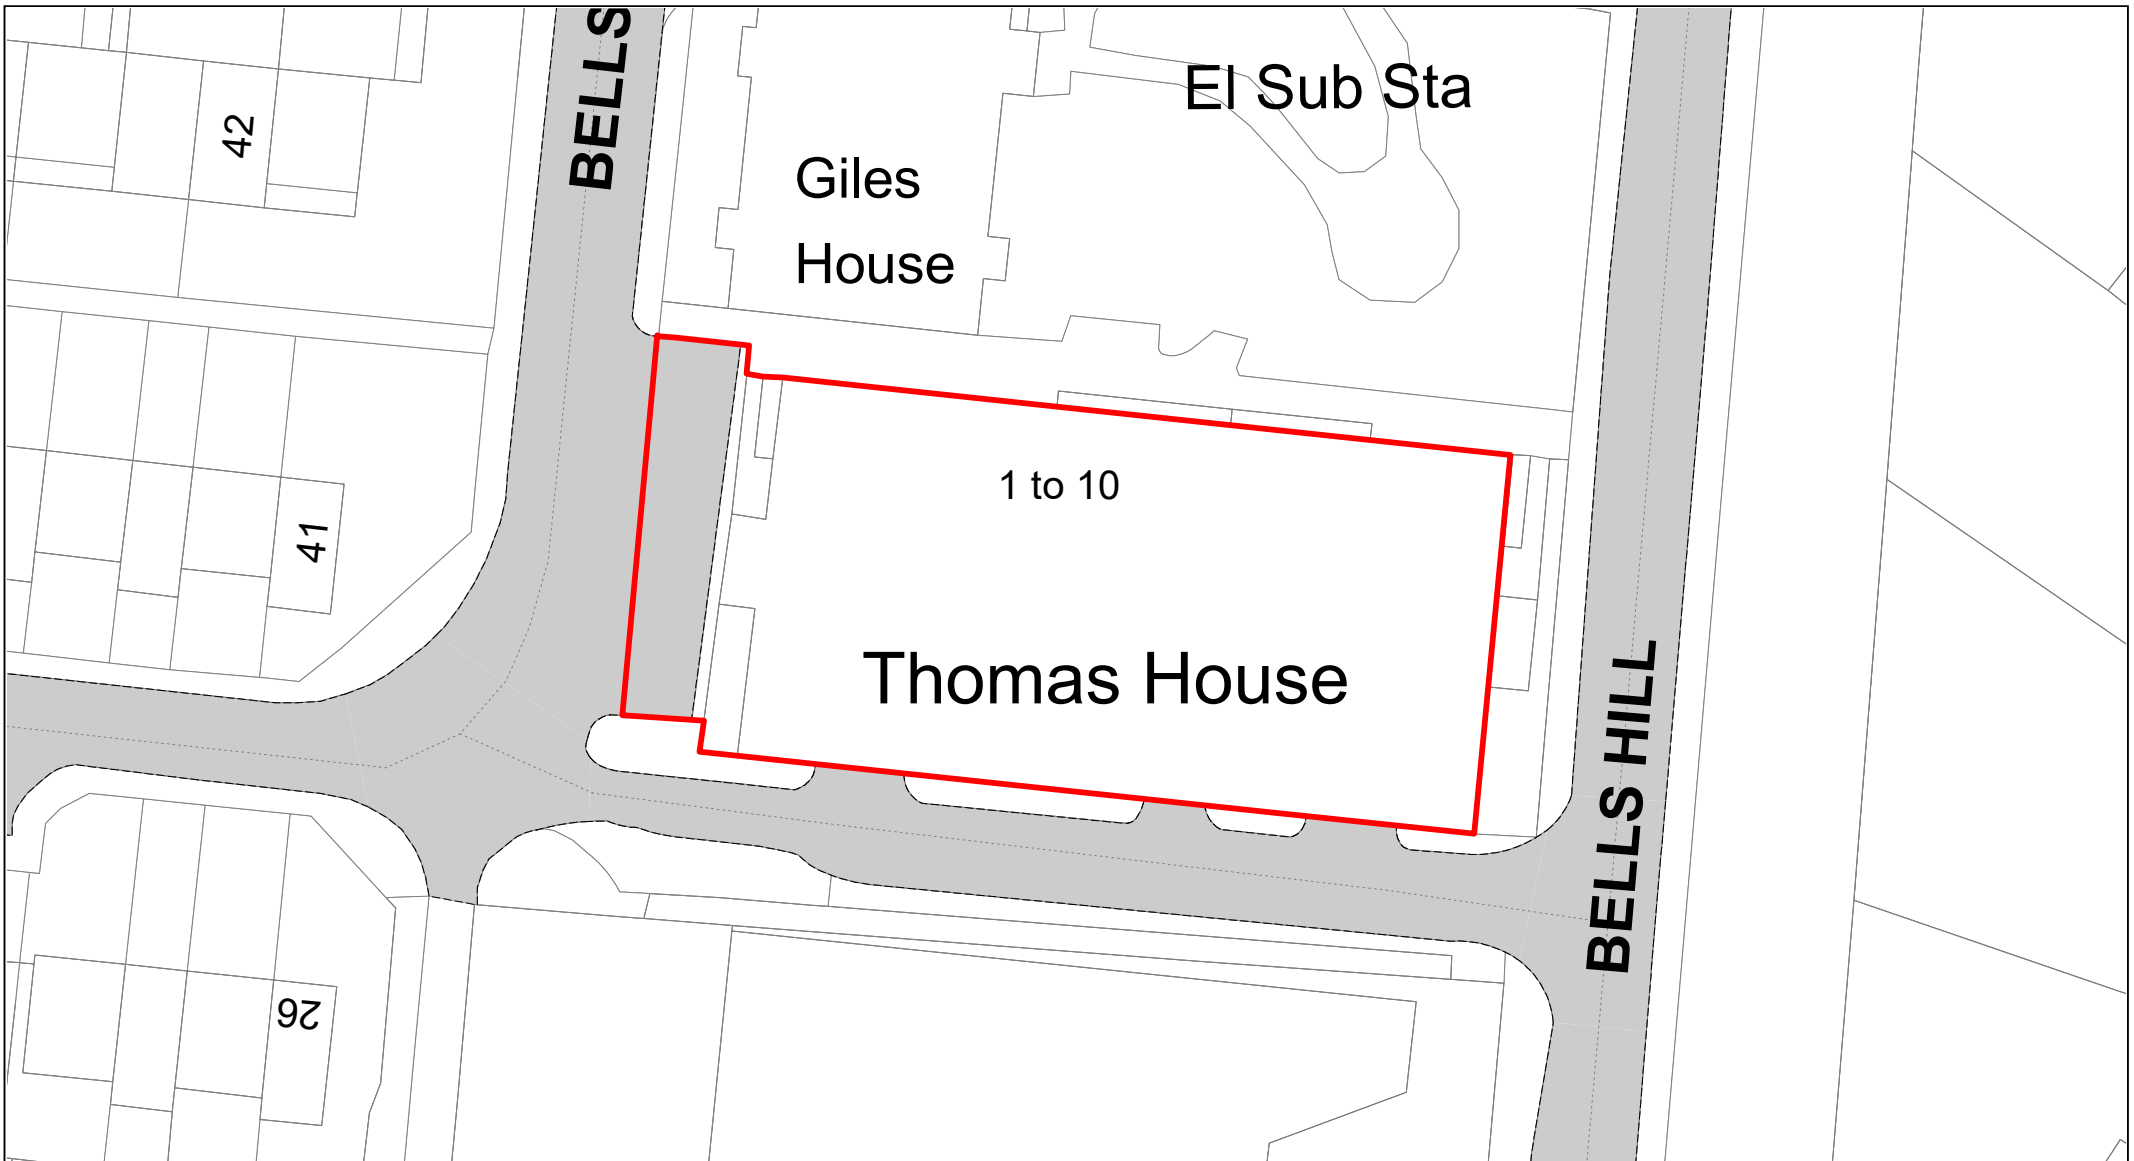 BELLS
El Sub Sta
42
Giles
House
1 to 10
41
Thomas House
BELLS HILL
26